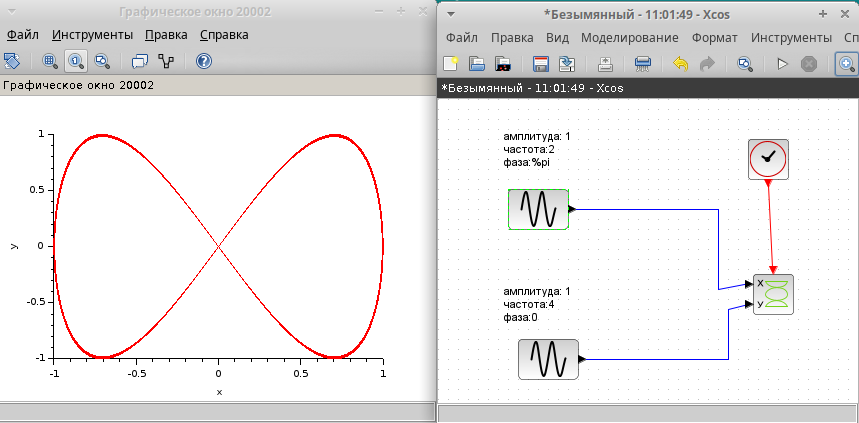 Графическое окно 20002
Файл Инструменты Правка Справка
Графическое окно 20002
1
0.5
0
-0.5
-1
y
-1 -0.5 0 0.5 1
x
*Безымянный - 11:01:49 - Xcos
Файл Правка Вид Моделирование Формат Инструменты Сп
*Безымянный - 11:01:49 - Xcos
амплитуда: 1
частота:2
фаза:%pi
X
У
амплитуда: 1
частота:4
фаза:0